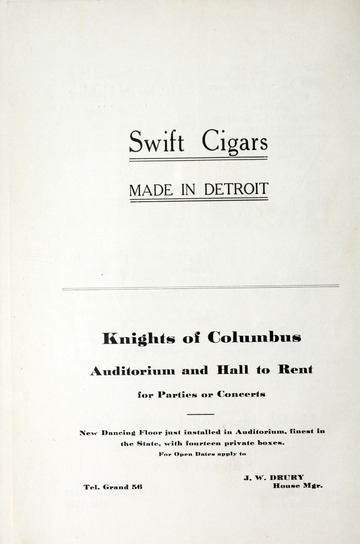 Swift Cigars
MADE IN DETROIT
Knights of Columbus
Auditorium and Hall to Rent
for Parties or Concerts
New Dancing Floor just installed in Auditorium, finest in
the State, with fourteen private boxes.
For Open Dates apply to
J. W. DRURY
Tel. Grand 56 House Mgr.